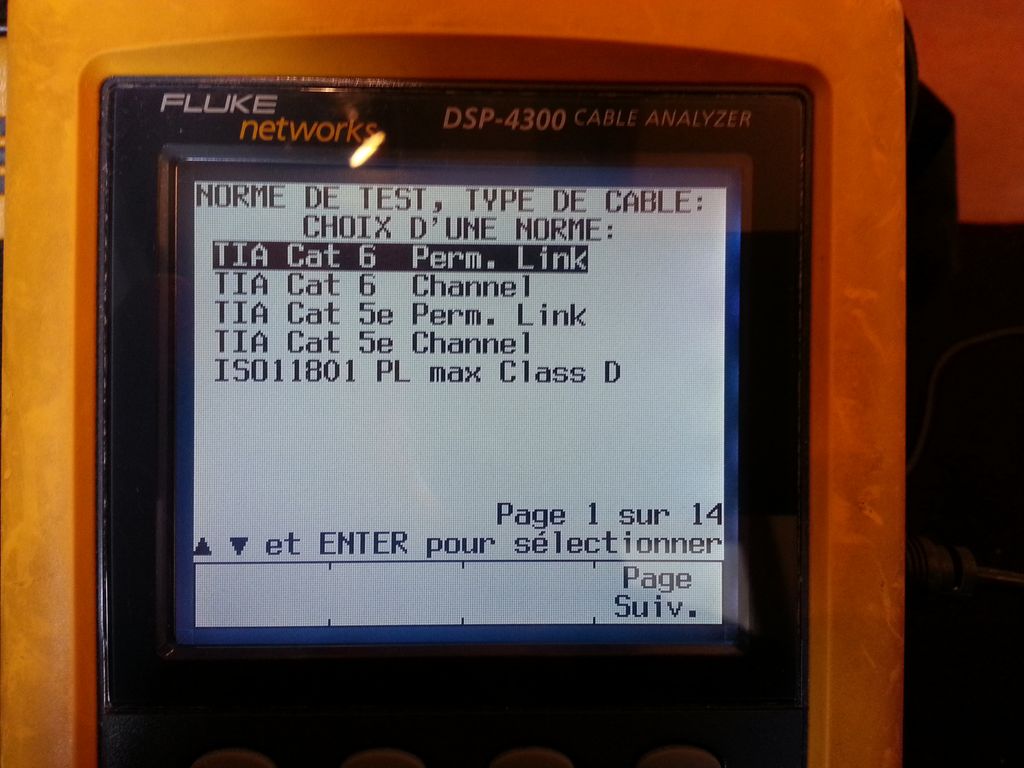 FLUKE
networks
DSP-4300 CABLE ANALYZER
NORME DE TEST, TYPE DE CABLE:
CHOIX D'UNE NORME:
TIA Cat 6 Perm. Link
TIA Cat 6 Channel
TIA Cat 5e Perm. Link
TIA Cat 5e Channel
ISO11801 PL max Class D
Page 1 sur 14
▲ ▼ et ENTER pour sélectionner
Page
Suiv.